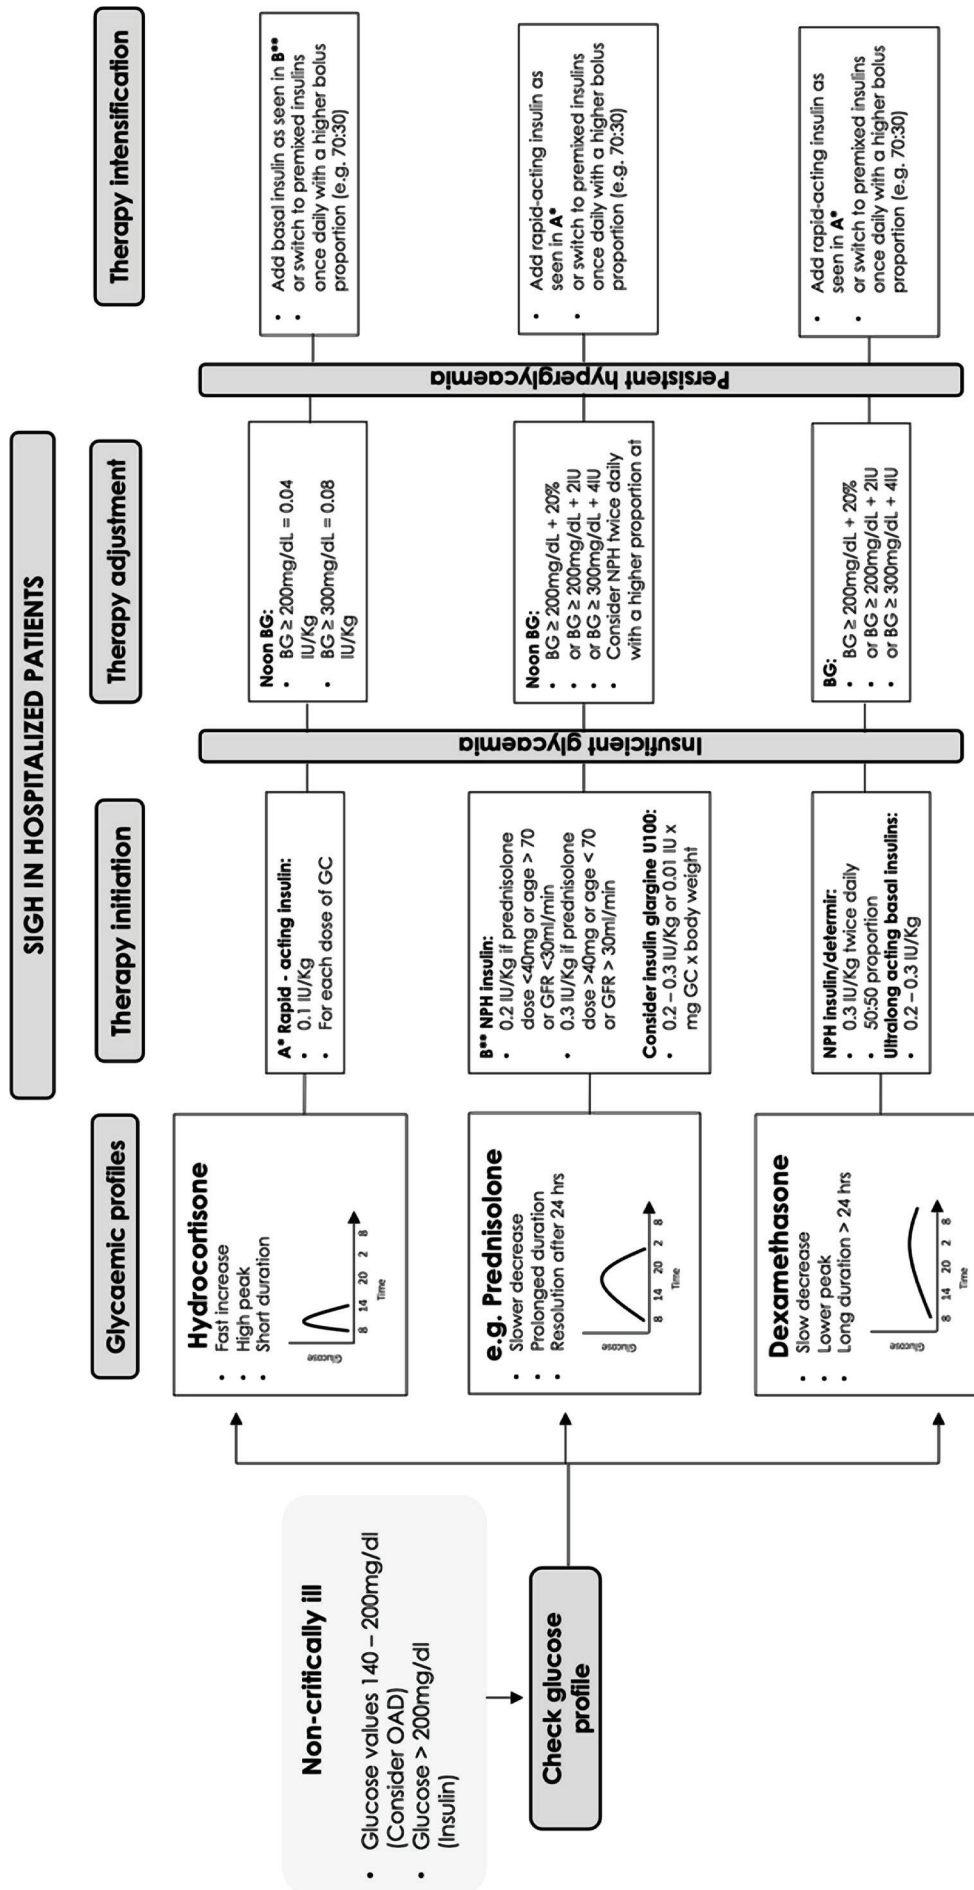 SIGH IN HOSPITALIZED PATIENTS
Glycaemic profiles
Therapy initiation
Therapy adjustment
Therapy intensification
Non-critically ill
• Glucose values 140 – 200mg/dl
(Consider OAD)
• Glucose > 200mg/dl
(Insulin)
Check glucose
profile
Hydrocortisone
• Fast increase
• High peak
• Short duration
Glucose
8 14 20 2 8
Time
A* Rapid - acting insulin:
• 0.1 IU/Kg
• For each dose of GC
Insufficient glycaemia
Noon BG:
• BG ≥ 200mg/dL = 0.04
IU/Kg
• BG ≥ 300mg/dL = 0.08
IU/Kg
Persistent hyperglycaemia
• Add basal insulin as seen in B**
• or switch to premixed insulins
once daily with a higher bolus
proportion (e.g. 70:30)
e.g. Prednisolone
• Slower decrease
• Prolonged duration
• Resolution after 24 hrs
Glucose
8 14 20 2 8
Time
B** NPH insulin:
• 0.2 IU/Kg if prednisolone
dose <40mg or age > 70
or GFR <30ml/min
• 0.3 IU/Kg if prednisolone
dose >40mg or age < 70
or GFR > 30ml/min
Consider insulin glargine U100:
• 0.2 – 0.3 IU/Kg or 0.01 IU x
mg GC x body weight
Noon BG:
• BG ≥ 200mg/dL + 20%
• or BG ≥ 200mg/dL + 2IU
• or BG ≥ 300mg/dL + 4IU
• Consider NPH twice daily
with a higher proportion at
• Add rapid-acting insulin as
seen in A*
• or switch to premixed insulins
once daily with a higher bolus
proportion (e.g. 70:30)
Dexamethasone
• Slow decrease
• Lower peak
• Long duration > 24 hrs
Glucose
8 14 20 2 8
Time
NPH insulin/determir:
• 0.3 IU/Kg twice daily
• 50:50 proportion
Ultralong acting basal insulins:
• 0.2 – 0.3 IU/Kg
BG:
• BG ≥ 200mg/dL + 20%
• or BG ≥ 200mg/dL + 2IU
• or BG ≥ 300mg/dL + 4IU
• Add rapid-acting insulin as
seen in A*
• or switch to premixed insulins
once daily with a higher bolus
proportion (e.g. 70:30)